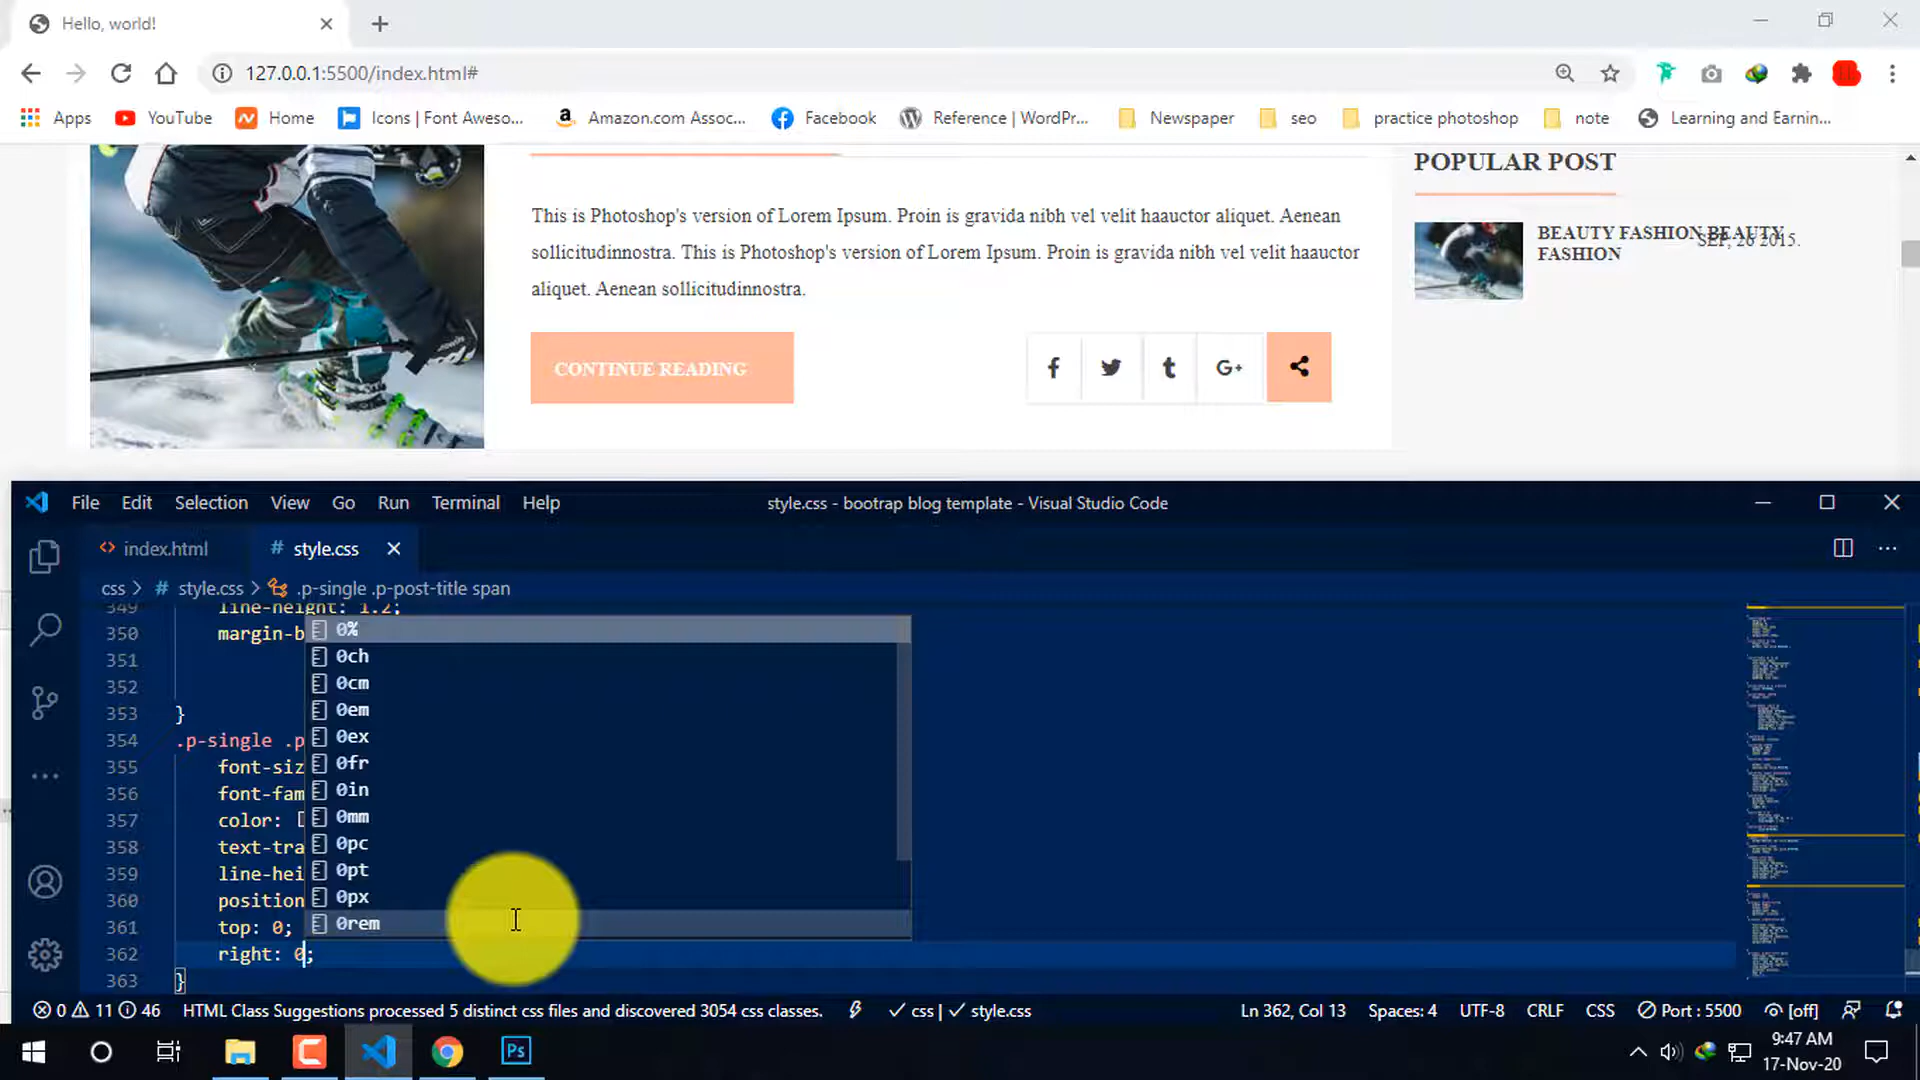 Hello, world!
127.0.0.1:5500/index.html#
Apps YouTube Home Icons | Font Aweso... Amazon.com Assoc... Facebook Reference | WordPr... Newspaper seo practice photoshop note Learning and Earnin...
POPULAR POST
This is Photoshop's version of Lorem Ipsum. Proin is gravida nibh vel velit haauctor aliquet. Aenean
sollicitudinnostra. This is Photoshop's version of Lorem Ipsum. Proin is gravida nibh vel velit haauctor
aliquet. Aenean sollicitudinnostra.
BEAUTY FASHION BEAUTY
SEP, 26 2015.
FASHION
CONTINUE READING
File Edit Selection View Go Run Terminal Help
style.css - bootrap blog template - Visual Studio Code
index.html style.css
css > style.css > .p-single .p-post-title span
349 line-height: 1.2;
350 margin-b
351
352
353 }
354 .p-single .p
355 font-siz
356 font-fam
357 color:
358 text-tra
359 line-hei
360 position
361 top: 0;
362 right: 0;
363 }
0%
0ch
0cm
0em
0ex
0fr
0in
0mm
0pc
0pt
0px
0rem
0 11 46 HTML Class Suggestions processed 5 distinct css files and discovered 3054 css classes. css | style.css Ln 362, Col 13 Spaces: 4 UTF-8 CRLF CSS Port : 5500 [off]
Ps
9:47 AM
17-Nov-20